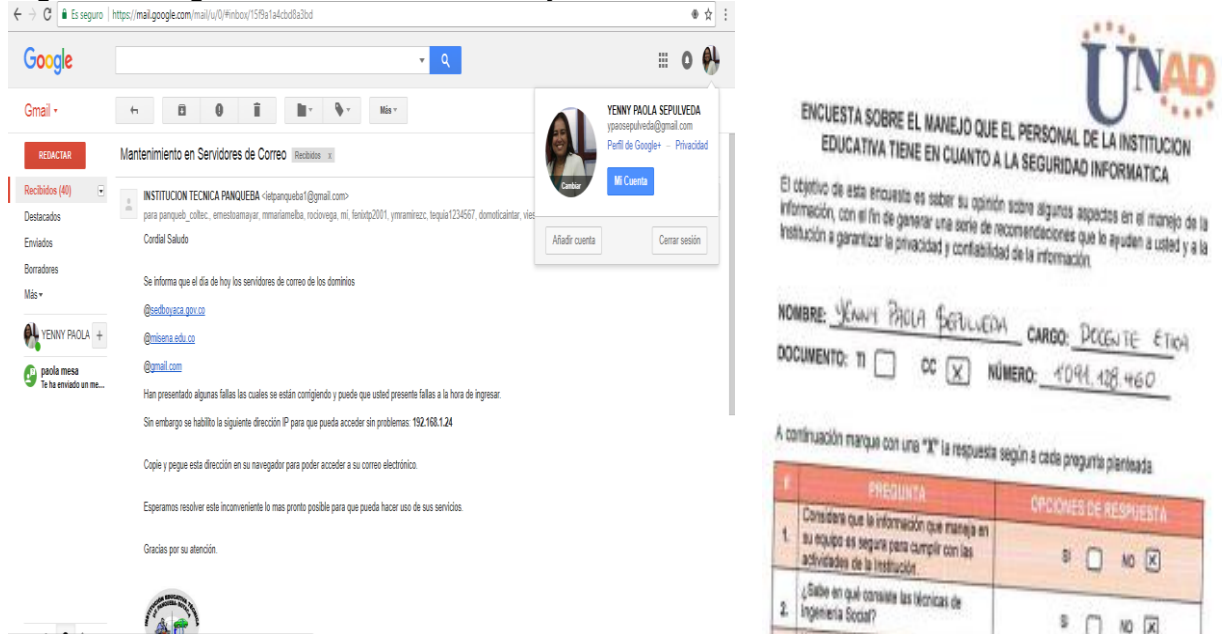 Es seguro | https://mail.google.com/mail/u/0/#inbox/15f9a1a4cbd8a3bd
Google
Gmail
Más
YENNY PAOLA SEPULVEDA
ypaosepulveda@gmail.com
Perfil de Google+ – Privacidad
Cambiar
Mi Cuenta
Añadir cuenta
Cerrar sesión
REDACTAR
Recibidos (40)
Destacados
Enviados
Borradores
Más
YENNY PAOLA +
paola mesa
Te ha enviado un me...
Mantenimiento en Servidores de Correo Recibidos x
INSTITUCION TECNICA PANQUEBA <ietpanqueba1@gmail.com>
para panqueb_coltec., ernestoamayar, mmariamelba, rociovega, mí, fenixtp2001, ymramirezc, tequia1234567, domoticaintar, vies
Cordial Saludo
Se informa que el día de hoy los servidores de correo de los dominios
@sedboyaca.gov.co
@misena.edu.co
@gmail.com
Han presentado algunas fallas las cuales se están corrigiendo y puede que usted presente fallas a la hora de ingresar.
Sin embargo se habilito la siguiente dirección IP para que pueda acceder sin problemas: 192.168.1.24
Copie y pegue esta dirección en su navegador para poder acceder a su correo electrónico.
Esperamos resolver este inconveniente lo mas pronto posible para que pueda hacer uso de sus servicios.
Gracias por su atención.
UNAD
ENCUESTA SOBRE EL MANEJO QUE EL PERSONAL DE LA INSTITUCION
EDUCATIVA TIENE EN CUANTO A LA SEGURIDAD INFORMATICA
El objetivo de esta encuesta es saber su opinión sobre algunos aspectos en el manejo de la
información, con el fin de generar una serie de recomendaciones que lo ayuden a usted y a la
Institución a garantizar la privacidad y confiabilidad de la información.
NOMBRE: YENNY PAOLA SEPULVEDA CARGO: DOCENTE ETICA
DOCUMENTO: TI CC X NÚMERO: 1091.128.460
A continuación marque con una "X" la respuesta según a cada pregunta planteada.
# PREGUNTA OPCIONES DE RESPUESTA
1. Considera que la información que maneja en
su equipo es segura para cumplir con las
actividades de la Institución.
SI NO X
2. ¿Sabe en qué consiste las técnicas de
Ingeniería Social?
SI NO X